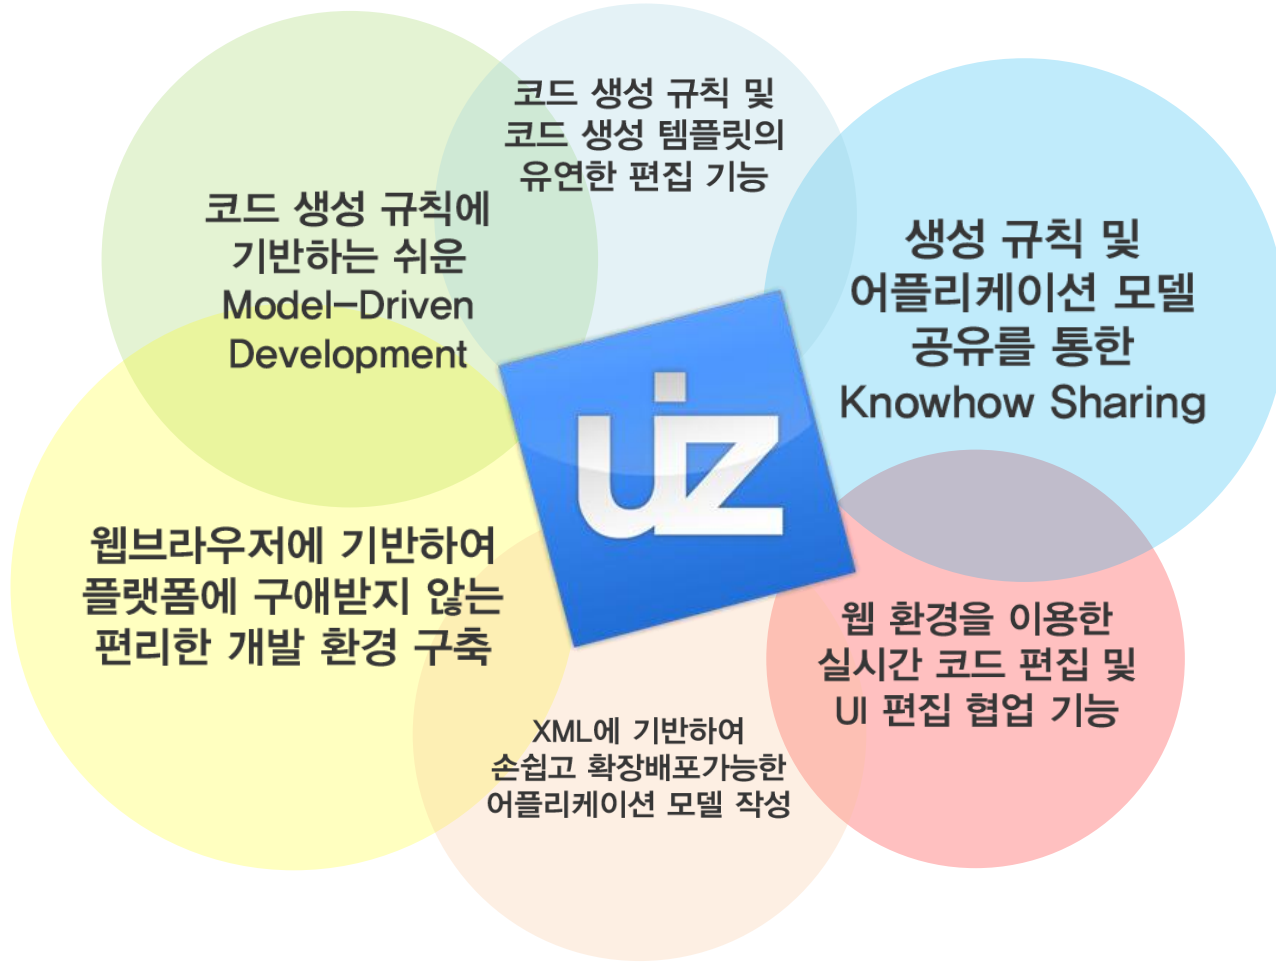 코드 생성 규칙 및
코드 생성 템플릿의
유연한 편집 기능
코드 생성 규칙에
기반하는 쉬운
Model-Driven
Development
생성 규칙 및
어플리케이션 모델
공유를 통한
Knowhow Sharing
uiz
웹브라우저에 기반하여
플랫폼에 구애받지 않는
편리한 개발 환경 구축
웹 환경을 이용한
실시간 코드 편집 및
UI 편집 협업 기능
XML에 기반하여
손쉽고 확장배포가능한
어플리케이션 모델 작성